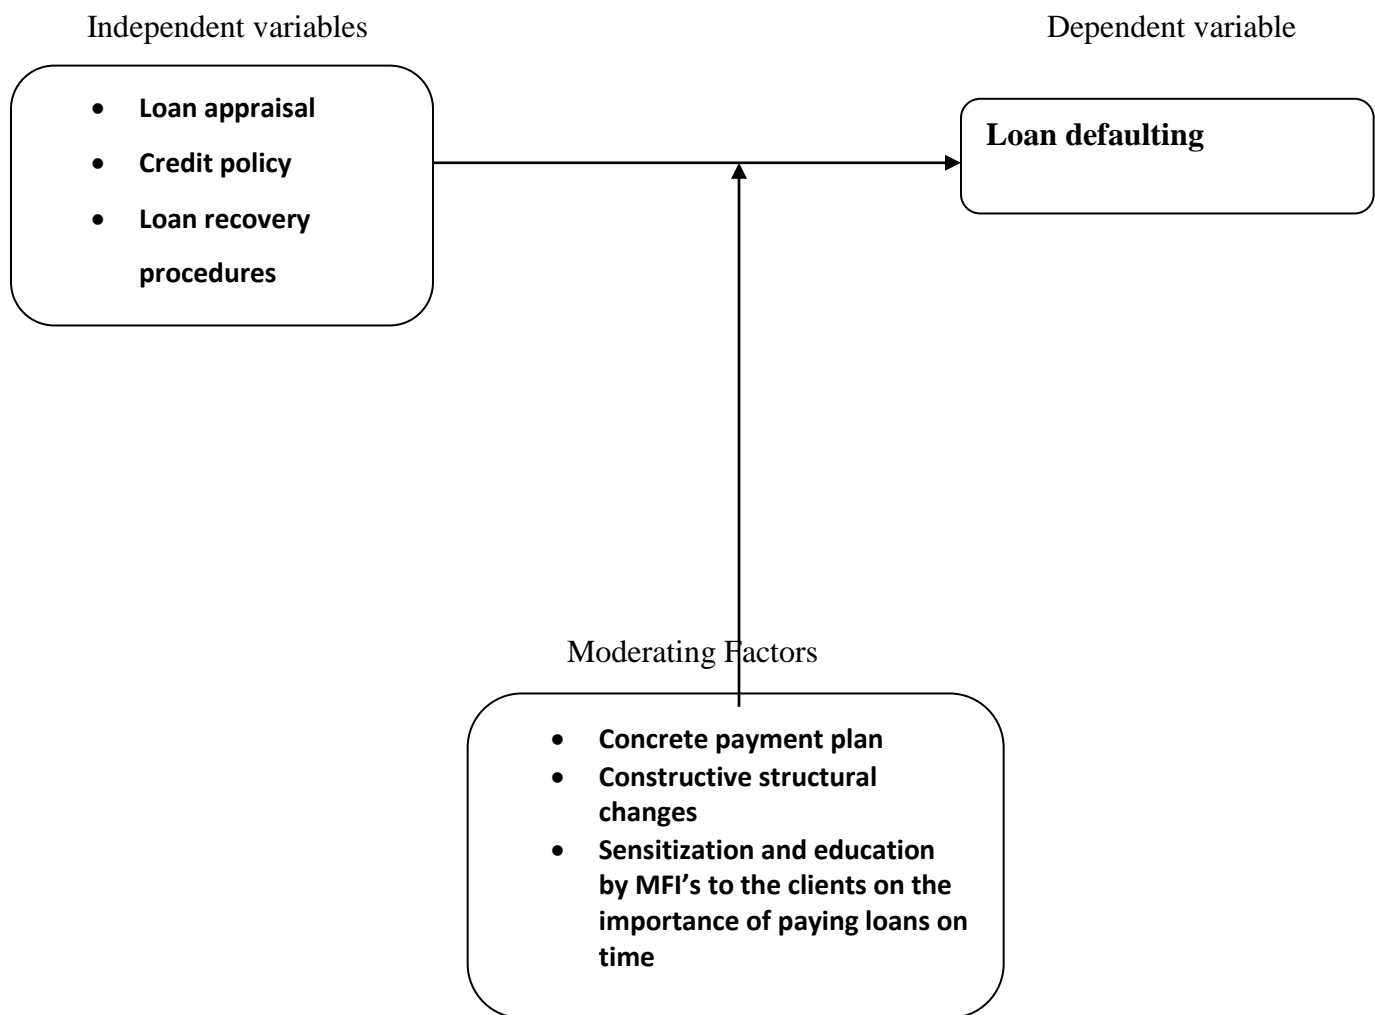 Independent variables
Dependent variable
• Loan appraisal
• Credit policy
• Loan recovery
procedures
Loan defaulting
Moderating Factors
• Concrete payment plan
• Constructive structural
changes
• Sensitization and education
by MFI’s to the clients on the
importance of paying loans on
time